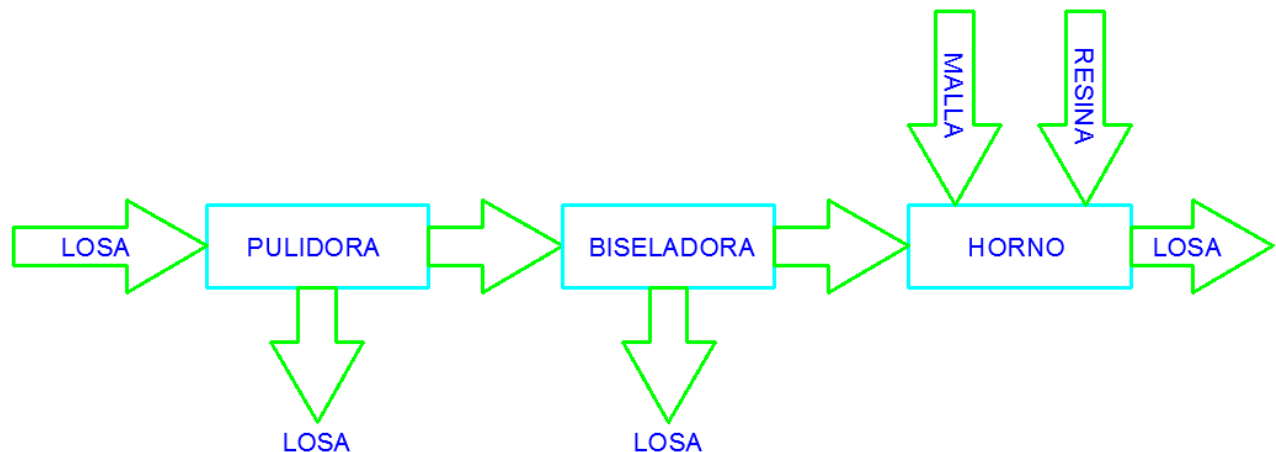 MALLA
RESINA
LOSA
PULIDORA
BISELADORA
HORNO
LOSA
LOSA
LOSA